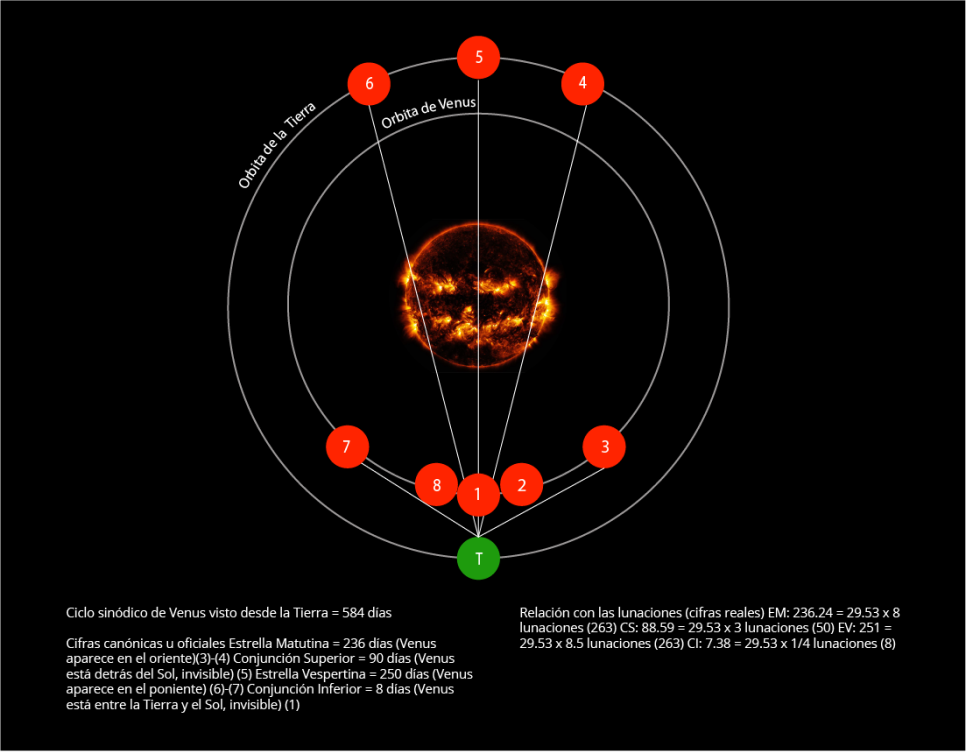 5
6
4
Orbita de la Tierra
Orbita de Venus
7
3
8
1
2
T
Ciclo sinódico de Venus visto desde la Tierra = 584 días
Cifras canónicas u oficiales Estrella Matutina = 236 días (Venus
aparece en el oriente)(3)-(4) Conjunción Superior = 90 días (Venus
está detrás del Sol, invisible) (5) Estrella Vespertina = 250 días (Venus
aparece en el poniente) (6)-(7) Conjunción Inferior = 8 días (Venus
está entre la Tierra y el Sol, invisible) (1)
Relación con las lunaciones (cifras reales) EM: 236.24 = 29.53 x 8
lunaciones (263) CS: 88.59 = 29.53 x 3 lunaciones (50) EV: 251 =
29.53 x 8.5 lunaciones (263) CI: 7.38 = 29.53 x 1/4 lunaciones (8)